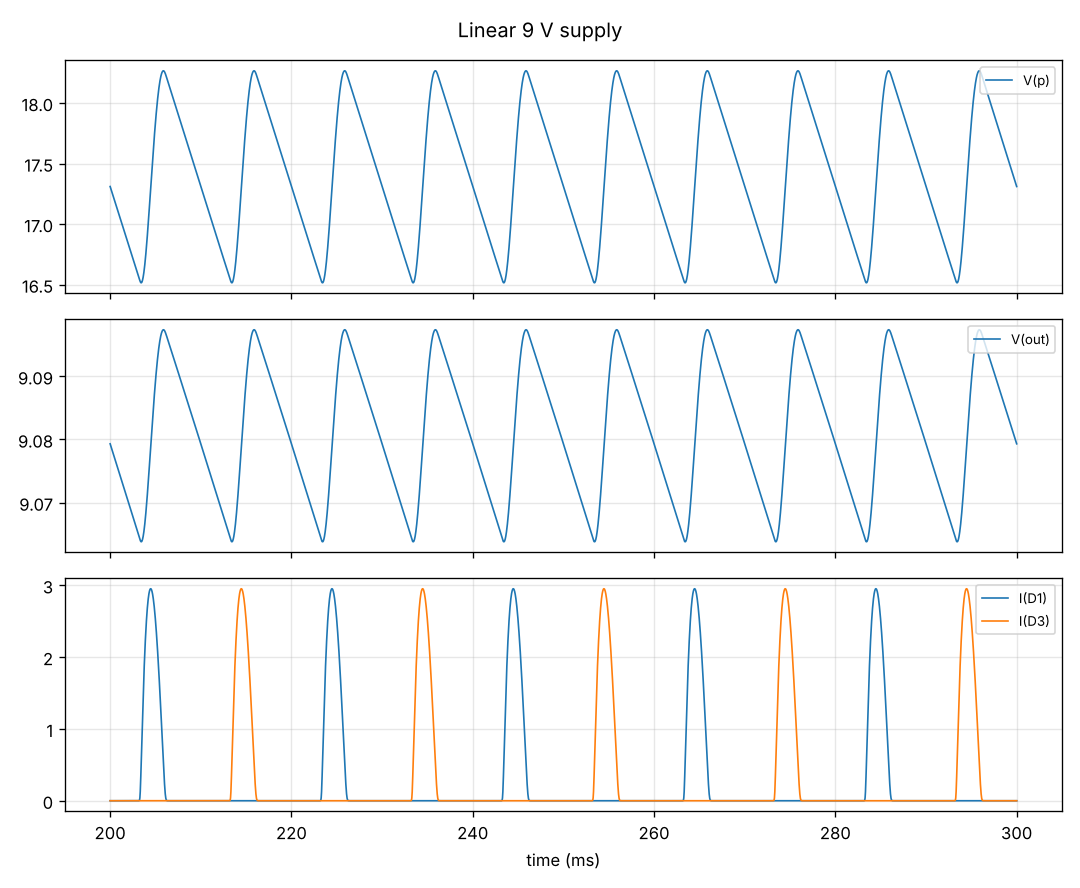 Linear 9 V supply
V(p)
18.0
17.5
17.0
16.5
V(out)
9.09
9.08
9.07
I(D1)
I(D3)
3
2
1
0
200 220 240 260 280 300
time (ms)